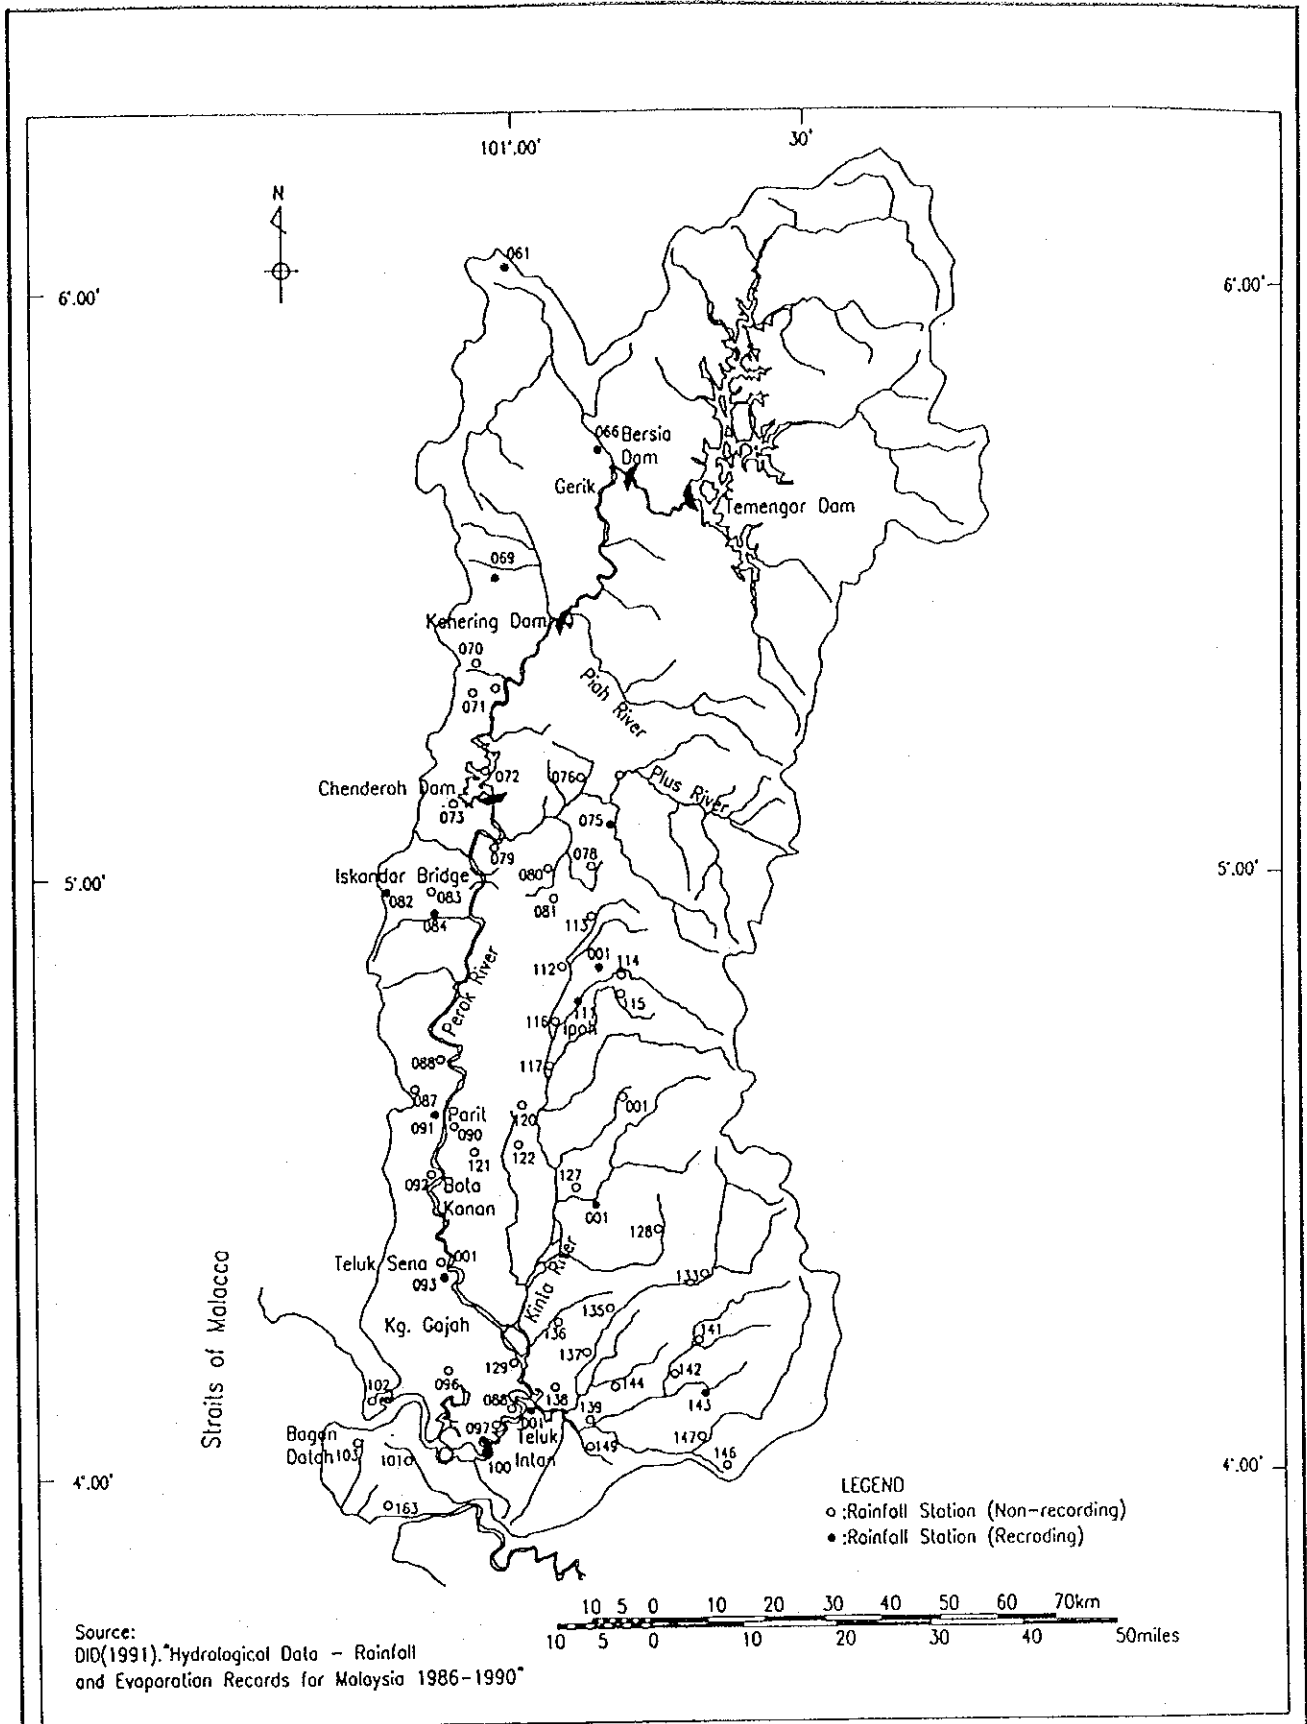 101°.00'
30'
N
061
6°.00'
6°.00'
066 Bersia
Dam
Gerik
Temengor Dam
069
Kenering Dam
070
071
Piah River
072
076
Plus River
Chenderoh Dam
073
075
079
078
080
Iskandar Bridge
5°.00'
5°.00'
082
083
081
084
113
001
114
112
Perak River
111
115
116
Ipoh
088
117
087
001
091
Parit
120
090
122
121
127
092
Bota
Kanan
001
128
Straits of Malacca
Teluk Sena
001
093
Kinta River
133
135
Kg. Gajah
136
141
137
129
142
144
102
096
088
138
143
139
Bagan
Datah
103
097
001
Teluk
Intan
147
101
149
146
100
4°.00'
4°.00'
163
LEGEND
○ :Rainfall Station (Non-recording)
● :Rainfall Station (Recroding)
10 5 0 10 20 30 40 50 60 70km
10 5 0 10 20 30 40 50miles
Source:
DID(1991)."Hydrological Data - Rainfall
and Evaporation Records for Malaysia 1986-1990"